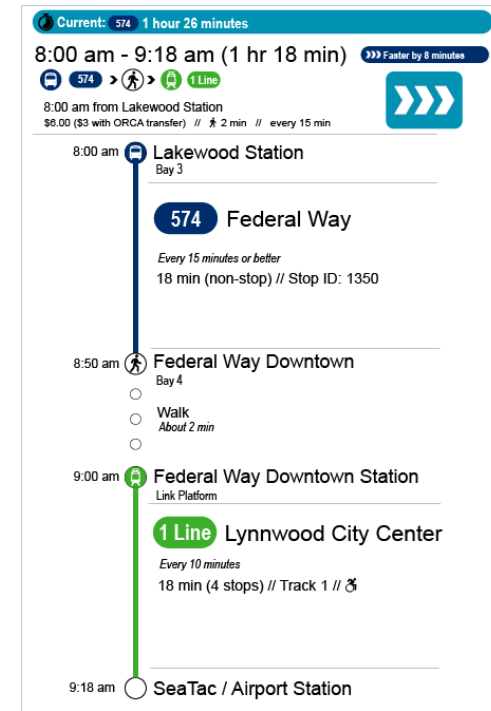 Current: 574 1 hour 26 minutes
8:00 am - 9:18 am (1 hr 18 min) Faster by 8 minutes
574 > > 1 Line
8:00 am from Lakewood Station
$6.00 ($3 with ORCA transfer) // 2 min // every 15 min
8:00 am Lakewood Station
Bay 3
574 Federal Way
Every 15 minutes or better
18 min (non-stop) // Stop ID: 1350
8:50 am Federal Way Downtown
Bay 4
Walk
About 2 min
9:00 am Federal Way Downtown Station
Link Platform
1 Line Lynnwood City Center
Every 10 minutes
18 min (4 stops) // Track 1 //
9:18 am SeaTac / Airport Station